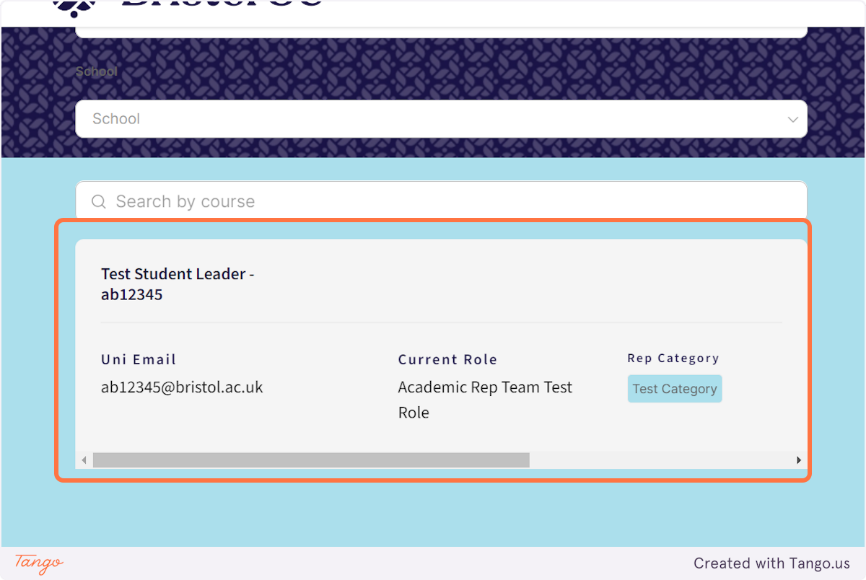 School
School
Search by course
Test Student Leader -
ab12345
Uni Email
Current Role
Rep Category
ab12345@bristol.ac.uk
Academic Rep Team Test
Role
Test Category
Tango
Created with Tango.us